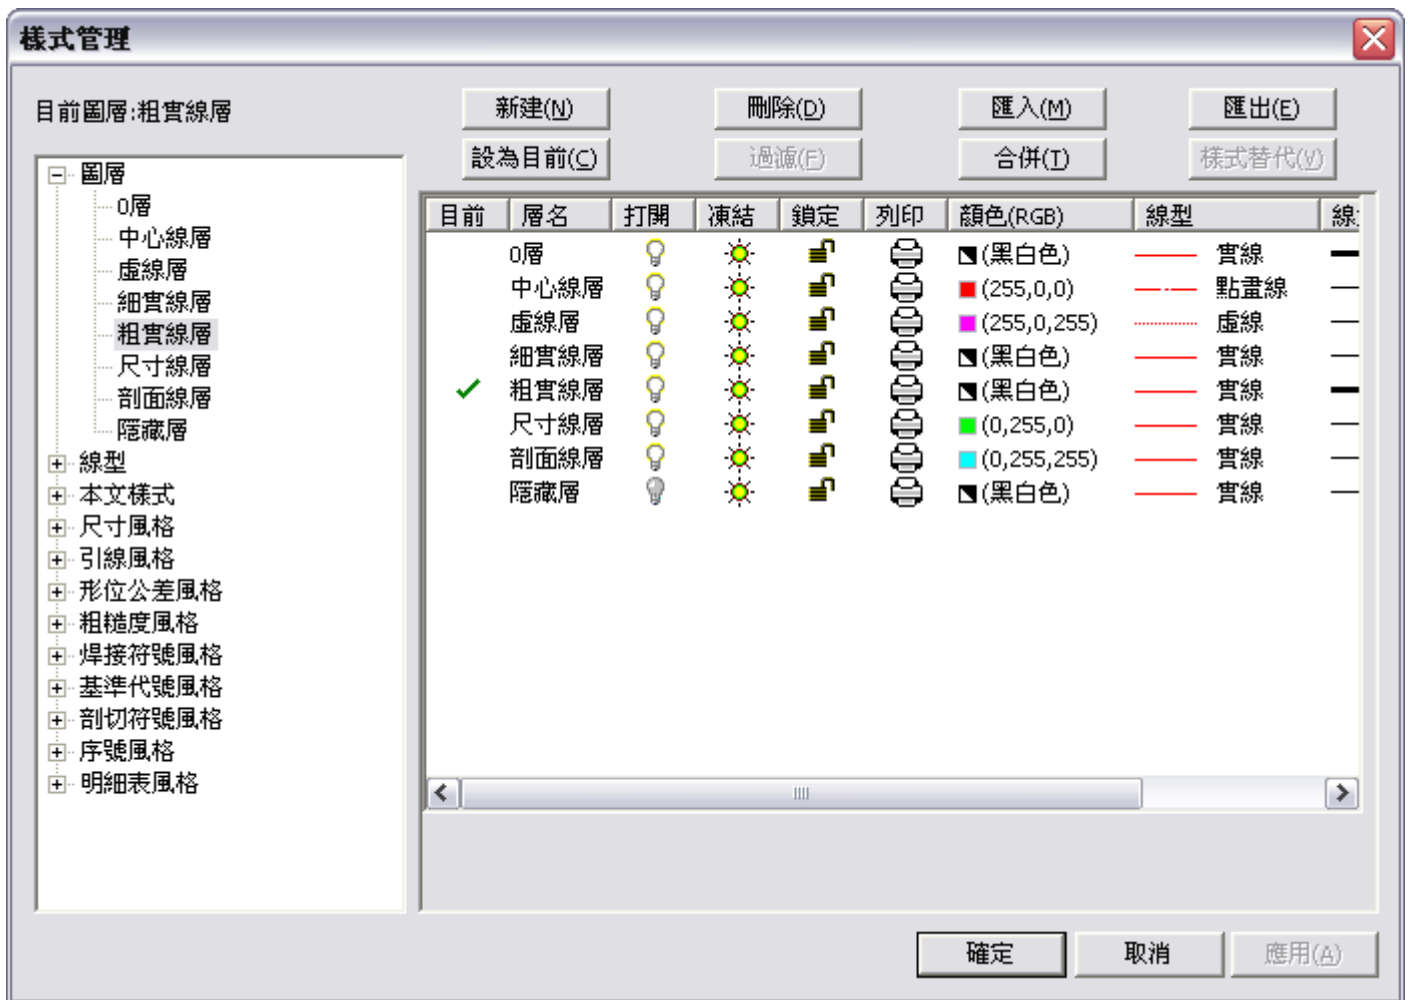 樣式管理
目前圖層:粗實線層
新建(N) 刪除(D) 匯入(M) 匯出(E)
設為目前(C) 過濾(F) 合併(T) 樣式替代(V)
圖層
0層
中心線層
虛線層
細實線層
粗實線層
尺寸線層
剖面線層
隱藏層
線型
本文樣式
尺寸風格
引線風格
形位公差風格
粗糙度風格
焊接符號風格
基準代號風格
剖切符號風格
序號風格
明細表風格
目前 層名 打開 凍結 鎖定 列印 顏色(RGB) 線型 線
0層 (黑白色) 實線
中心線層 (255,0,0) 點畫線
虛線層 (255,0,255) 虛線
細實線層 (黑白色) 實線
粗實線層 (黑白色) 實線
尺寸線層 (0,255,0) 實線
剖面線層 (0,255,255) 實線
隱藏層 (黑白色) 實線
確定 取消 應用(A)